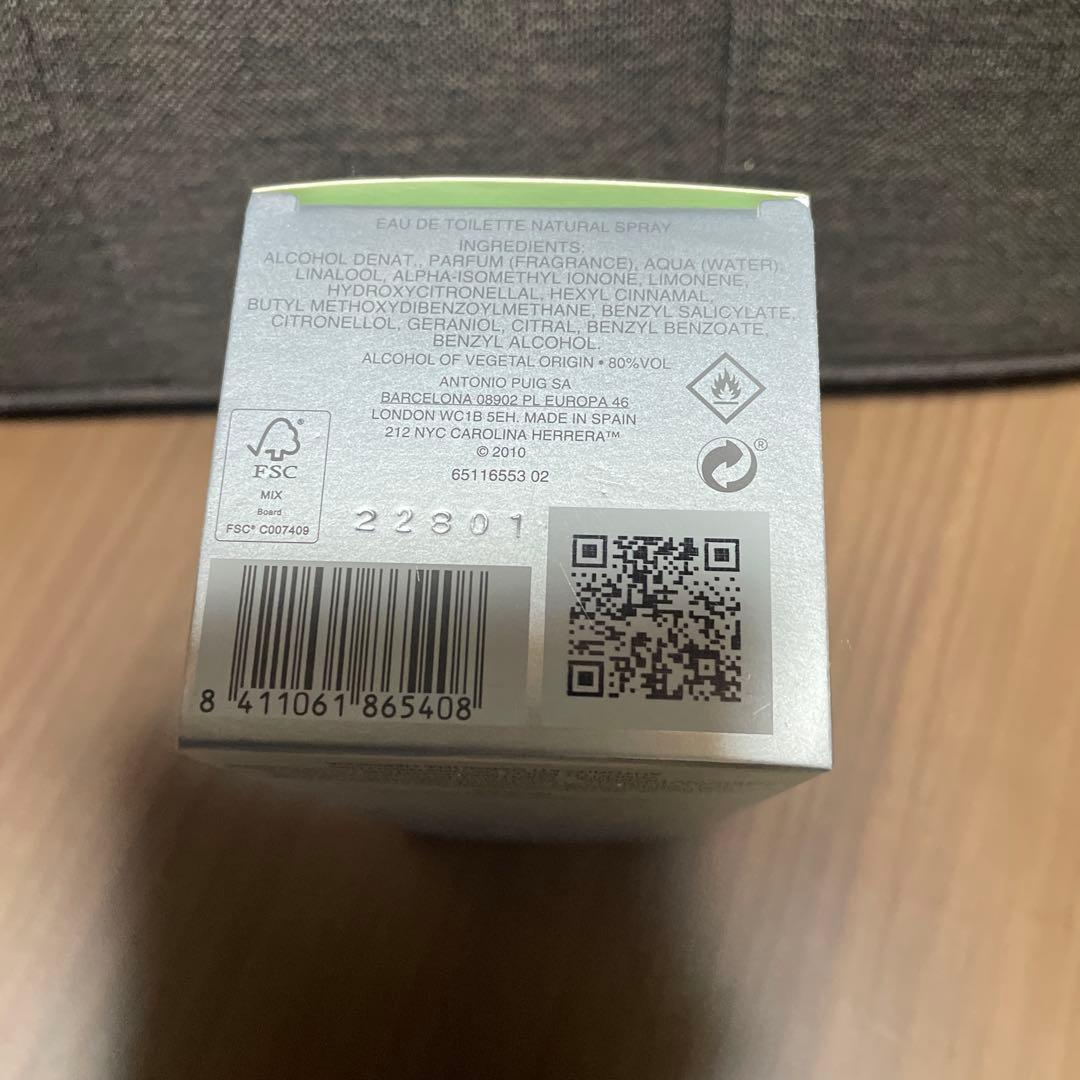 EAU DE TOILETTE NATURAL SPRAY
INGREDIENTS:
ALCOHOL DENAT., PARFUM (FRAGRANCE), AQUA (WATER),
LINALOOL, ALPHA-ISOMETHYL IONONE, LIMONENE,
HYDROXYCITRONELLAL, HEXYL CINNAMAL,
BUTYL METHOXYDIBENZOYLMETHANE, BENZYL SALICYLATE,
CITRONELLOL, GERANIOL, CITRAL, BENZYL BENZOATE,
BENZYL ALCOHOL.
ALCOHOL OF VEGETAL ORIGIN • 80%VOL
ANTONIO PUIG SA
BARCELONA 08902 PL EUROPA 46
LONDON WC1B 5EH. MADE IN SPAIN
212 NYC CAROLINA HERRERA™
© 2010
65116553 02
®
FSC
MIX
Board
FSC® C007409
22801
8 411061 865408